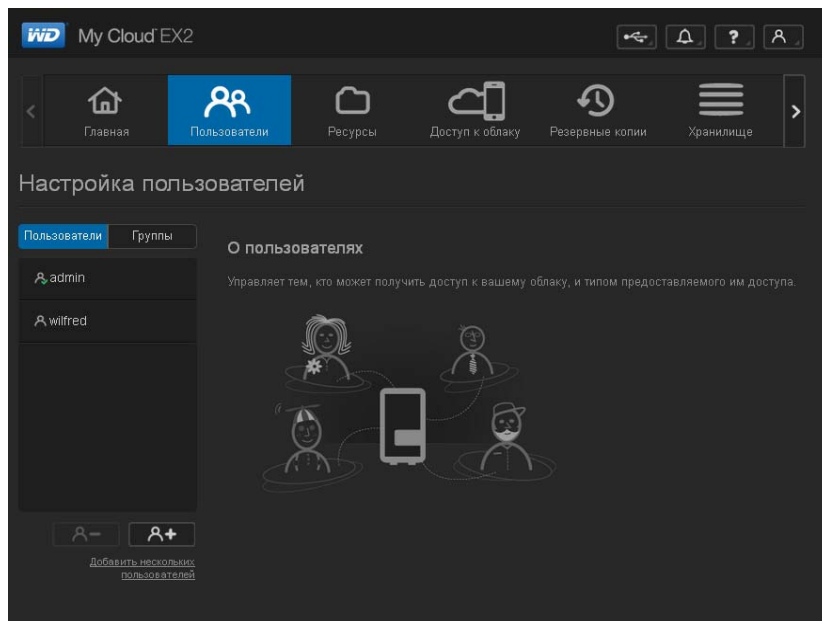 WD My Cloud EX2
?
Главная
Пользователи
Ресурсы
Доступ к облаку
Резервные копии
Хранилище
Настройка пользователей
Пользователи
Группы
О пользователях
Управляет тем, кто может получить доступ к вашему облаку, и типом предоставляемого им доступа.
admin
wilfred
Добавить нескольких
пользователей